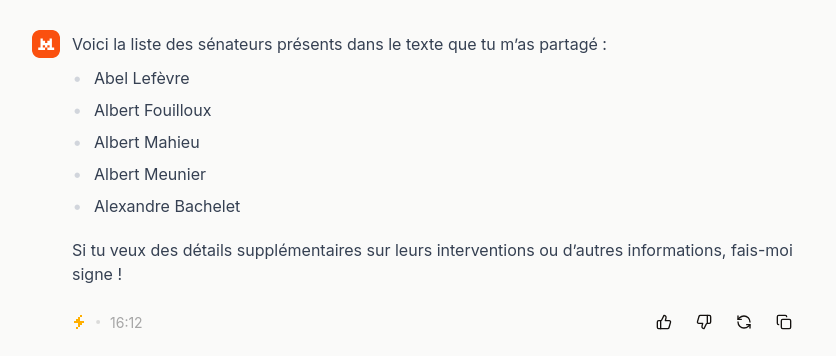 Voici la liste des sénateurs présents dans le texte que tu m’as partagé :
Abel Lefèvre
Albert Fouilloux
Albert Mahieu
Albert Meunier
Alexandre Bachelet
Si tu veux des détails supplémentaires sur leurs interventions ou d’autres informations, fais-moi
signe !
16:12